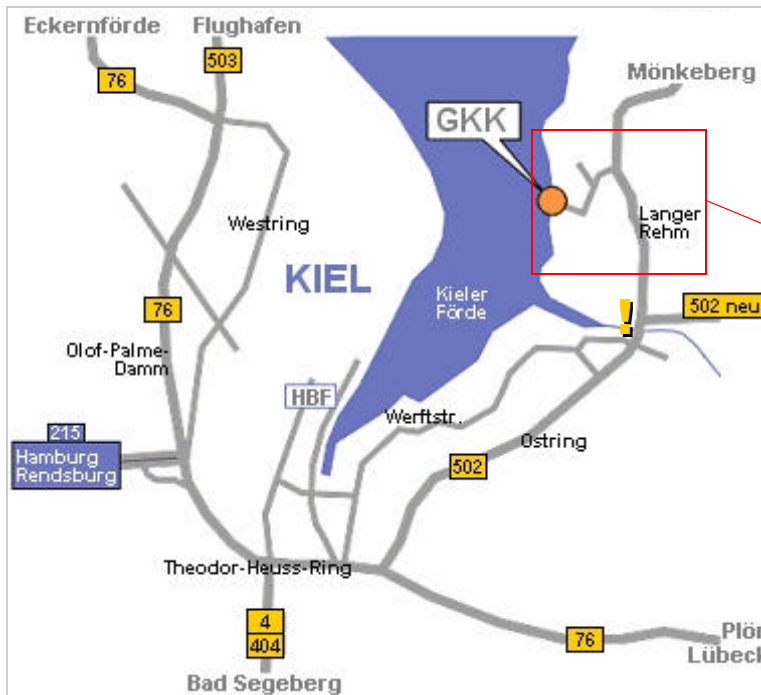 Eckernförde
Flughafen
503
76
Mönkeberg
GKK
Westring
Langer
Rehm
KIEL
Kieler
Förde
76
502 neu
!
Olof-Palme-
Damm
HBF
Werftstr.
215
Hamburg
Rendsburg
Ostring
502
Theodor-Heuss-Ring
4
404
76
Plön
Lübeck
Bad Segeberg